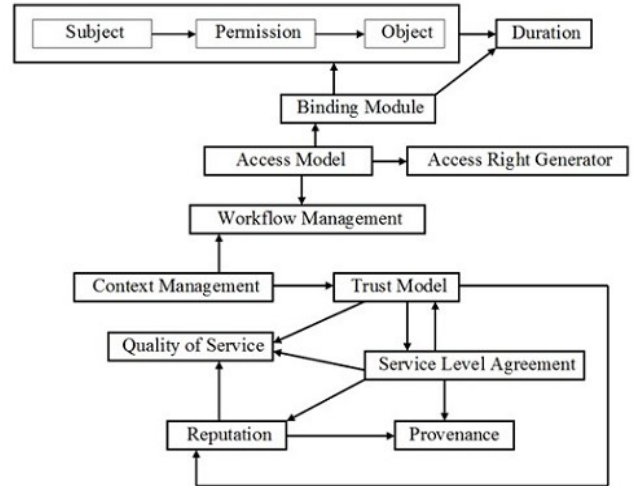 Subject
Permission
Object
Duration
Binding Module
Access Model
Access Right Generator
Workflow Management
Context Management
Trust Model
Quality of Service
Service Level Agreement
Reputation
Provenance